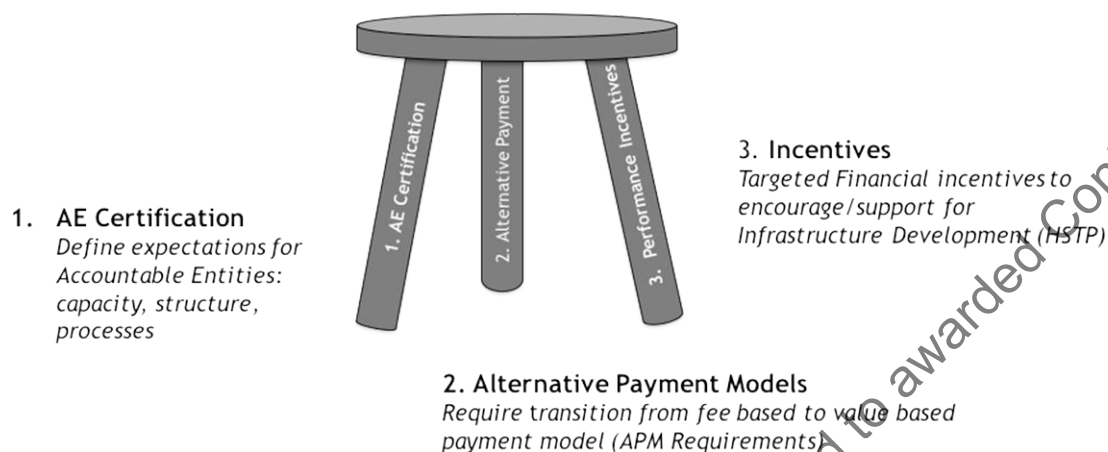 1. AE Certification
2. Alternative Payment
3. Performance Incentives
1. AE Certification
Define expectations for
Accountable Entities:
capacity, structure,
processes
2. Alternative Payment Models
Require transition from fee based to value based
payment model (APM Requirements)
3. Incentives
Targeted Financial incentives to
encourage/support for
Infrastructure Development (HSTP)
to awarded